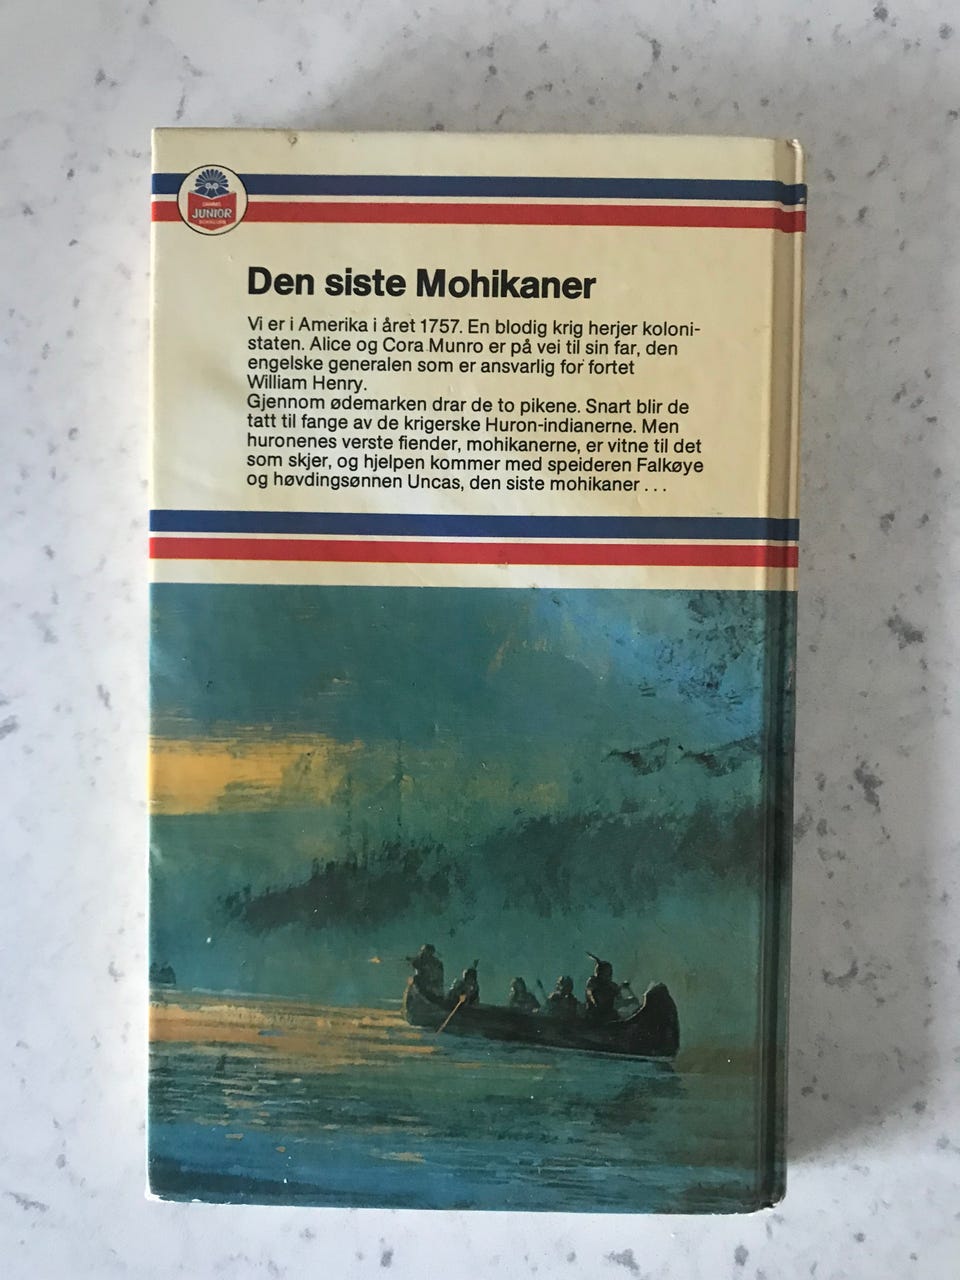 DAMMS
JUNIOR
Den siste Mohikaner
Vi er i Amerika i året 1757. En blodig krig herjer koloni-
staten. Alice og Cora Munro er på vei til sin far, den
engelske generalen som er ansvarlig for fortet
William Henry.
Gjennom ødemarken drar de to pikene. Snart blir de
tatt til fange av de krigerske Huron-indianerne. Men
huronenes verste fiender, mohikanerne, er vitne til det
som skjer, og hjelpen kommer med speideren Falkøye
og høvdingsønnen Uncas, den siste mohikaner . . .